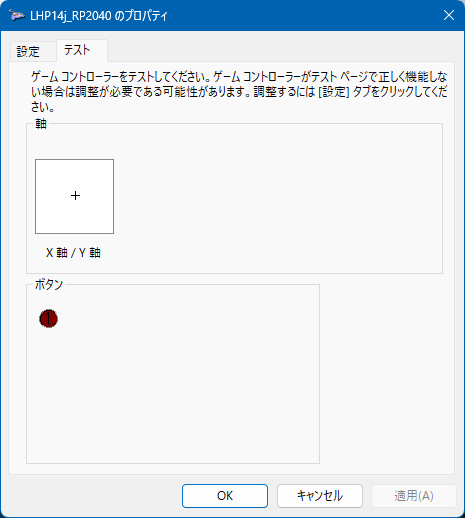 LHP14j_RP2040 のプロパティ
設定
テスト
ゲーム コントローラーをテストしてください。ゲーム コントローラーがテスト ページで正しく機能しな
い場合は調整が必要である可能性があります。調整するには [設定] タブをクリックしてくだ
さい。
軸
X 軸 / Y 軸
ボタン
1
OK
キャンセル
適用(A)